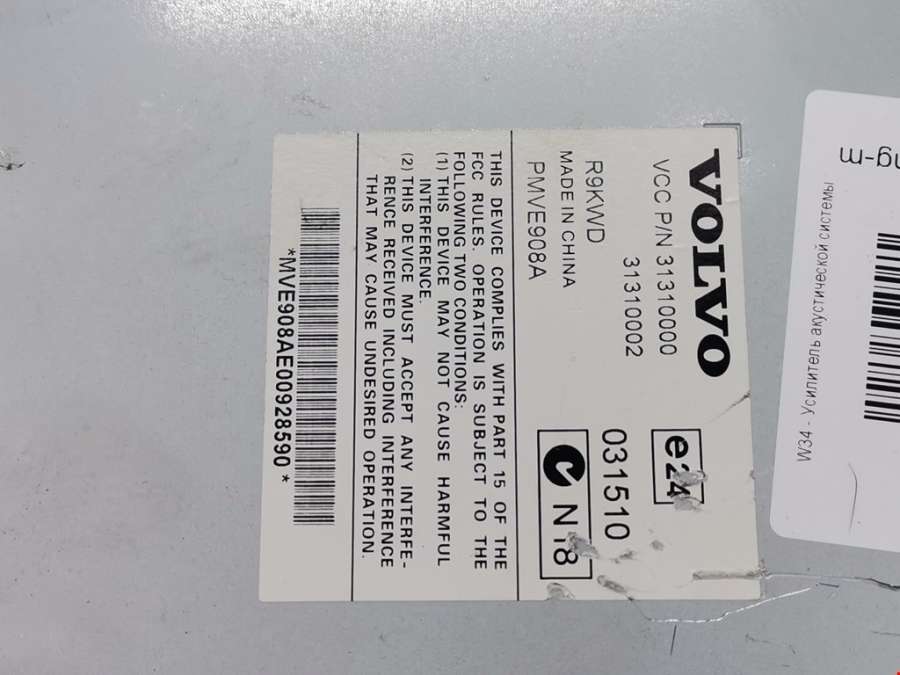 VOLVO
VCC P/N 31310000
31310002
R9KWD
MADE IN CHINA
PMVE908A
e24
031510
N18
THIS DEVICE COMPLIES WITH PART 15 OF THE
FCC RULES. OPERATION IS SUBJECT TO THE
FOLLOWING TWO CONDITIONS:
(1) THIS DEVICE MAY NOT CAUSE HARMFUL
INTERFERENCE.
(2) THIS DEVICE MUST ACCEPT ANY INTERFE-
RENCE RECEIVED INCLUDING INTERFERENCE
THAT MAY CAUSE UNDESIRED OPERATION.
*MVE908AE00928590*
ng-m
W34 - Усилитель акустической системы